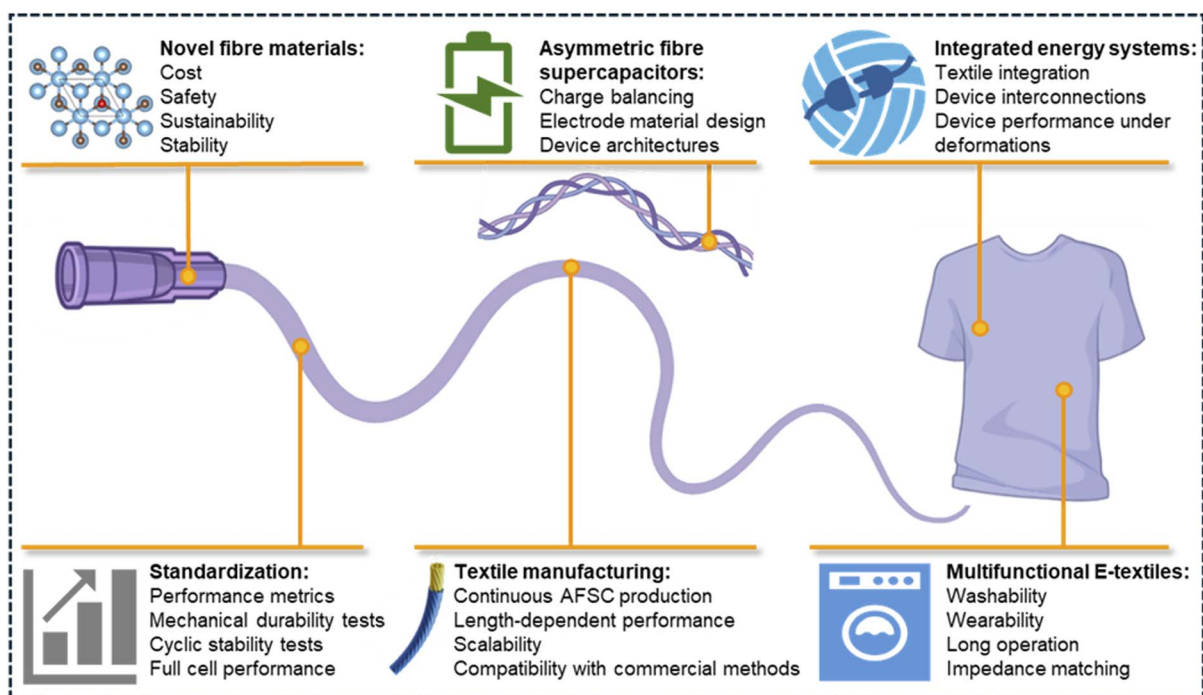 Novel fibre materials:
Cost
Safety
Sustainability
Stability
Asymmetric fibre
supercapacitors:
Charge balancing
Electrode material design
Device architectures
Integrated energy systems:
Textile integration
Device interconnections
Device performance under
deformations
Standardization:
Performance metrics
Mechanical durability tests
Cyclic stability tests
Full cell performance
Textile manufacturing:
Continuous AFSC production
Length-dependent performance
Scalability
Compatibility with commercial methods
Multifunctional E-textiles:
Washability
Wearability
Long operation
Impedance matching